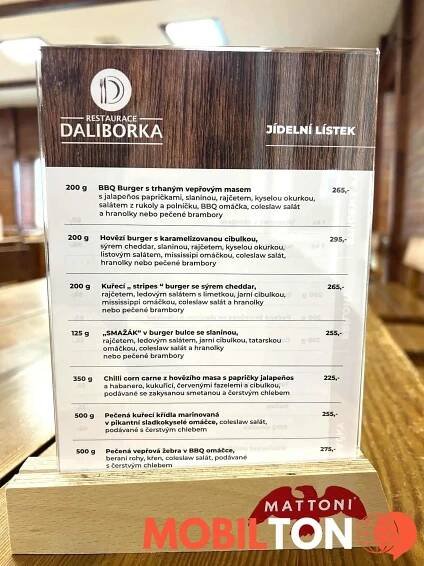 RESTAURACE
DALIBORKA
JÍDELNÍ LÍSTEK
200 g BBQ Burger s trhaným vepřovým masem 265,-
s jalapeños papričkami, slaninou, rajčetem, kyselou okurkou,
salátem z rukoly a polníčku, BBQ omáčka, coleslaw salát
a hranolky nebo pečené brambory
200 g Hovězí burger s karamelizovanou cibulkou, 295,-
sýrem cheddar, slaninou, rajčetem, kyselou okurkou,
listovým salátem, mississipi omáčkou, coleslaw salát,
hranolky nebo pečené brambory
200 g Kuřecí „ stripes " burger se sýrem cheddar, 265,-
rajčetem, ledovým salátem s limetkou, jarní cibulkou,
mississippi omáčkou, coleslaw salát a hranolky
nebo pečené brambory
125 g „SMAŽÁK" v burger bulce se slaninou, 255,-
rajčetem, ledovým salátem, jarní cibulkou, tatarskou
omáčkou, coleslaw salát a hranolky
nebo pečené brambory
350 g Chilli corn carne z hovězího masa s papričky jalapeños 225,-
a habanero, kukuřicí, červenými fazolemi a cibulkou,
podávané se zakysanou smetanou a čerstvým chlebem
500 g Pečená kuřecí křídla marinovaná 255,-
v pikantní sladkokyselé omáčce, coleslaw salát,
podávané s čerstvým chlebem
500 g Pečená vepřová žebra v BBQ omáčce, 275,-
beraní rohy, křen, coleslaw salát, podávané
s čerstvým chlebem
MATTONI
MOBILTON